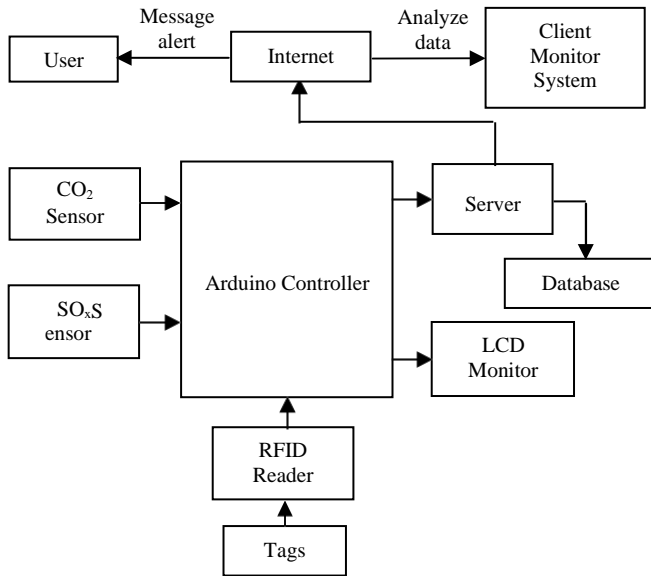 Message
alert
Analyze
data
User
Internet
Client
Monitor
System
CO₂
Sensor
Server
Arduino Controller
Database
SOₓS
ensor
LCD
Monitor
RFID
Reader
Tags